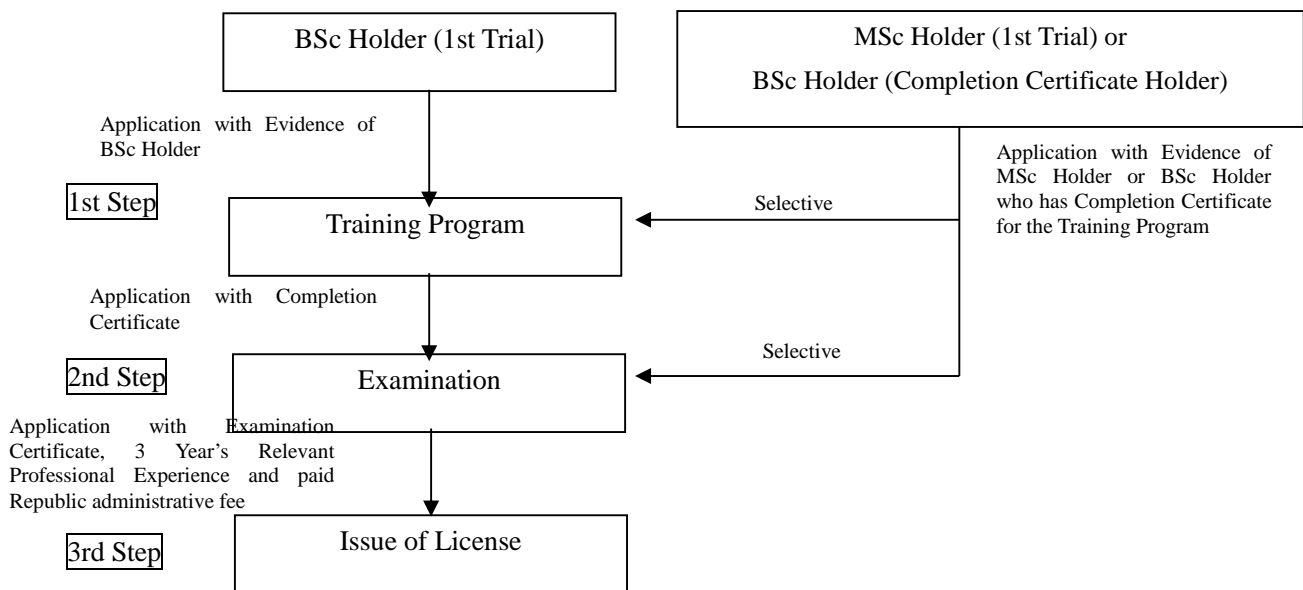 BSc Holder (1st Trial)
MSc Holder (1st Trial) or
BSc Holder (Completion Certificate Holder)
Application with Evidence of
BSc Holder
Application with Evidence of
MSc Holder or BSc Holder
who has Completion Certificate
for the Training Program
1st Step
Training Program
Selective
Application with Completion
Certificate
2nd Step
Examination
Selective
Application with Examination
Certificate, 3 Year’s Relevant
Professional Experience and paid
Republic administrative fee
3rd Step
Issue of License